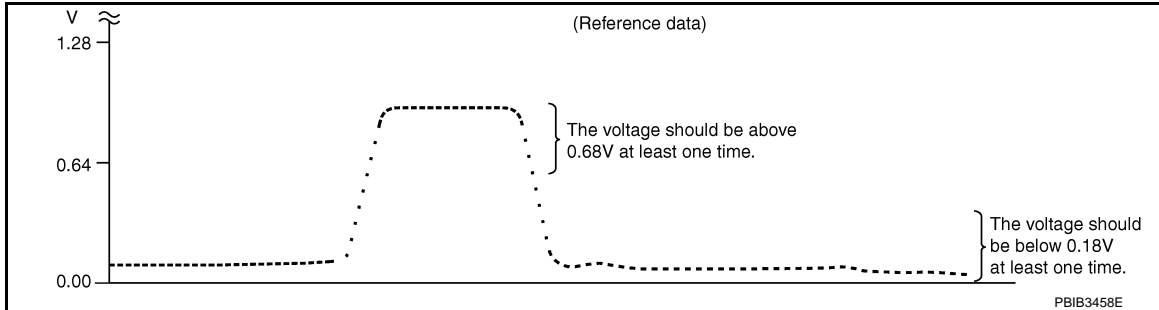 V
(Reference data)
1.28
The voltage should be above
0.68V at least one time.
0.64
The voltage should
be below 0.18V
at least one time.
0.00
PBIB3458E